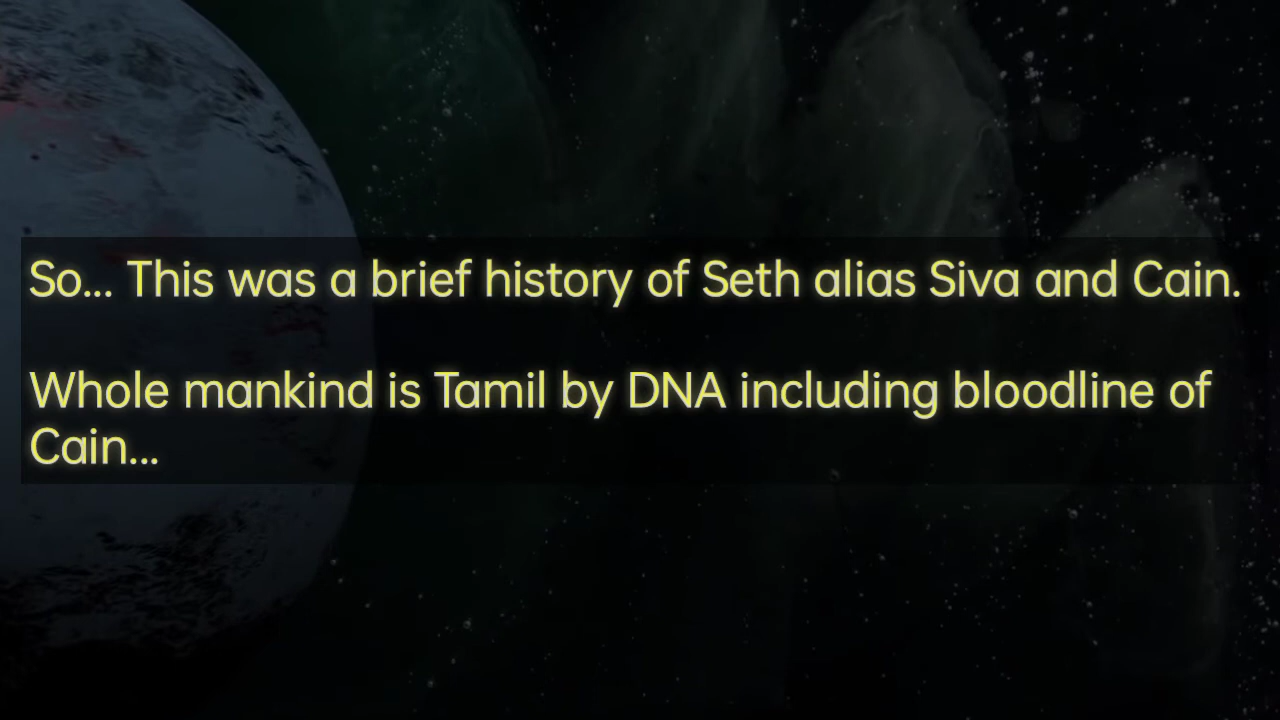 So... This was a brief history of Seth alias Siva and Cain.
Whole mankind is Tamil by DNA including bloodline of
Cain...